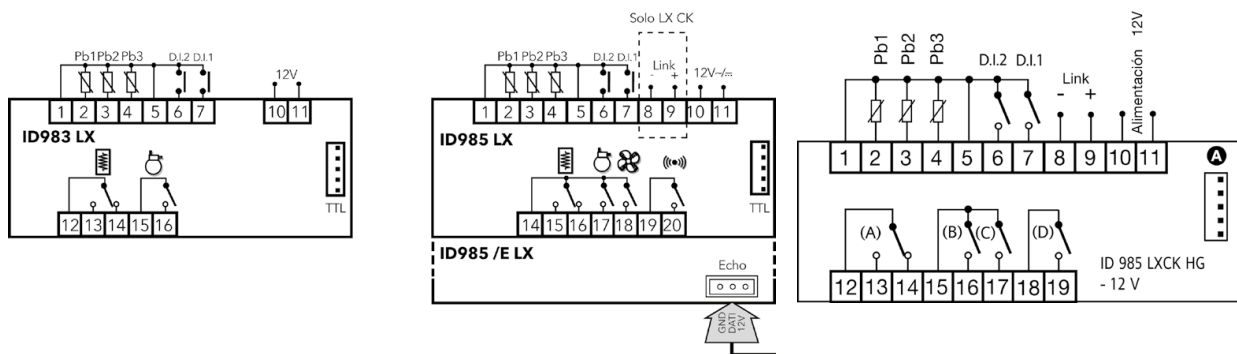 Solo LX CK
Pb1 Pb2 Pb3 D.I.2 D.I.1
12V
1 2 3 4 5 6 7 10 11
ID983 LX
TTL
12 13 14 15 16
Pb1 Pb2 Pb3 D.I.2 D.I.1 Link 12V~/⎓
- +
1 2 3 4 5 6 7 8 9 10 11
ID985 LX
TTL
14 15 16 17 18 19 20
ID985 /E LX
Echo
GND
DATI
12V
Pb1 Pb2 Pb3 D.I.2 D.I.1 Link Alimentación 12V
- +
1 2 3 4 5 6 7 8 9 10 11
A
(A) (B) (C) (D)
12 13 14 15 16 17 18 19
ID 985 LXCK HG
- 12 V